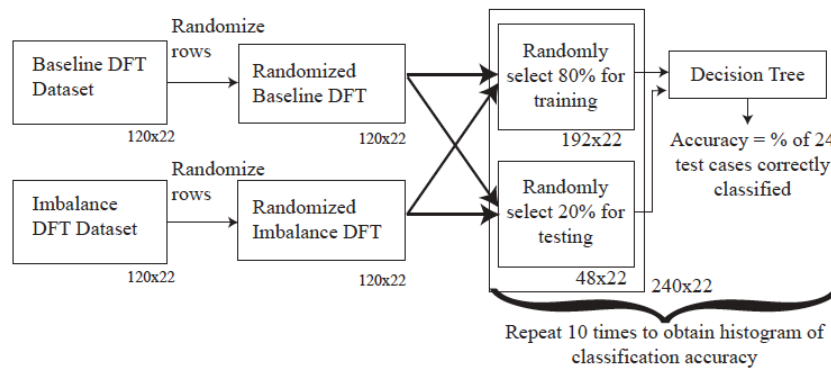 Randomize
rows
Baseline DFT
Dataset
120x22
Randomized
Baseline DFT
120x22
Randomize
rows
Imbalance
DFT Dataset
120x22
Randomized
Imbalance DFT
120x22
Randomly
select 80% for
training
192x22
Randomly
select 20% for
testing
48x22
240x22
Decision Tree
Accuracy = % of 24
test cases correctly
classified
Repeat 10 times to obtain histogram of
classification accuracy